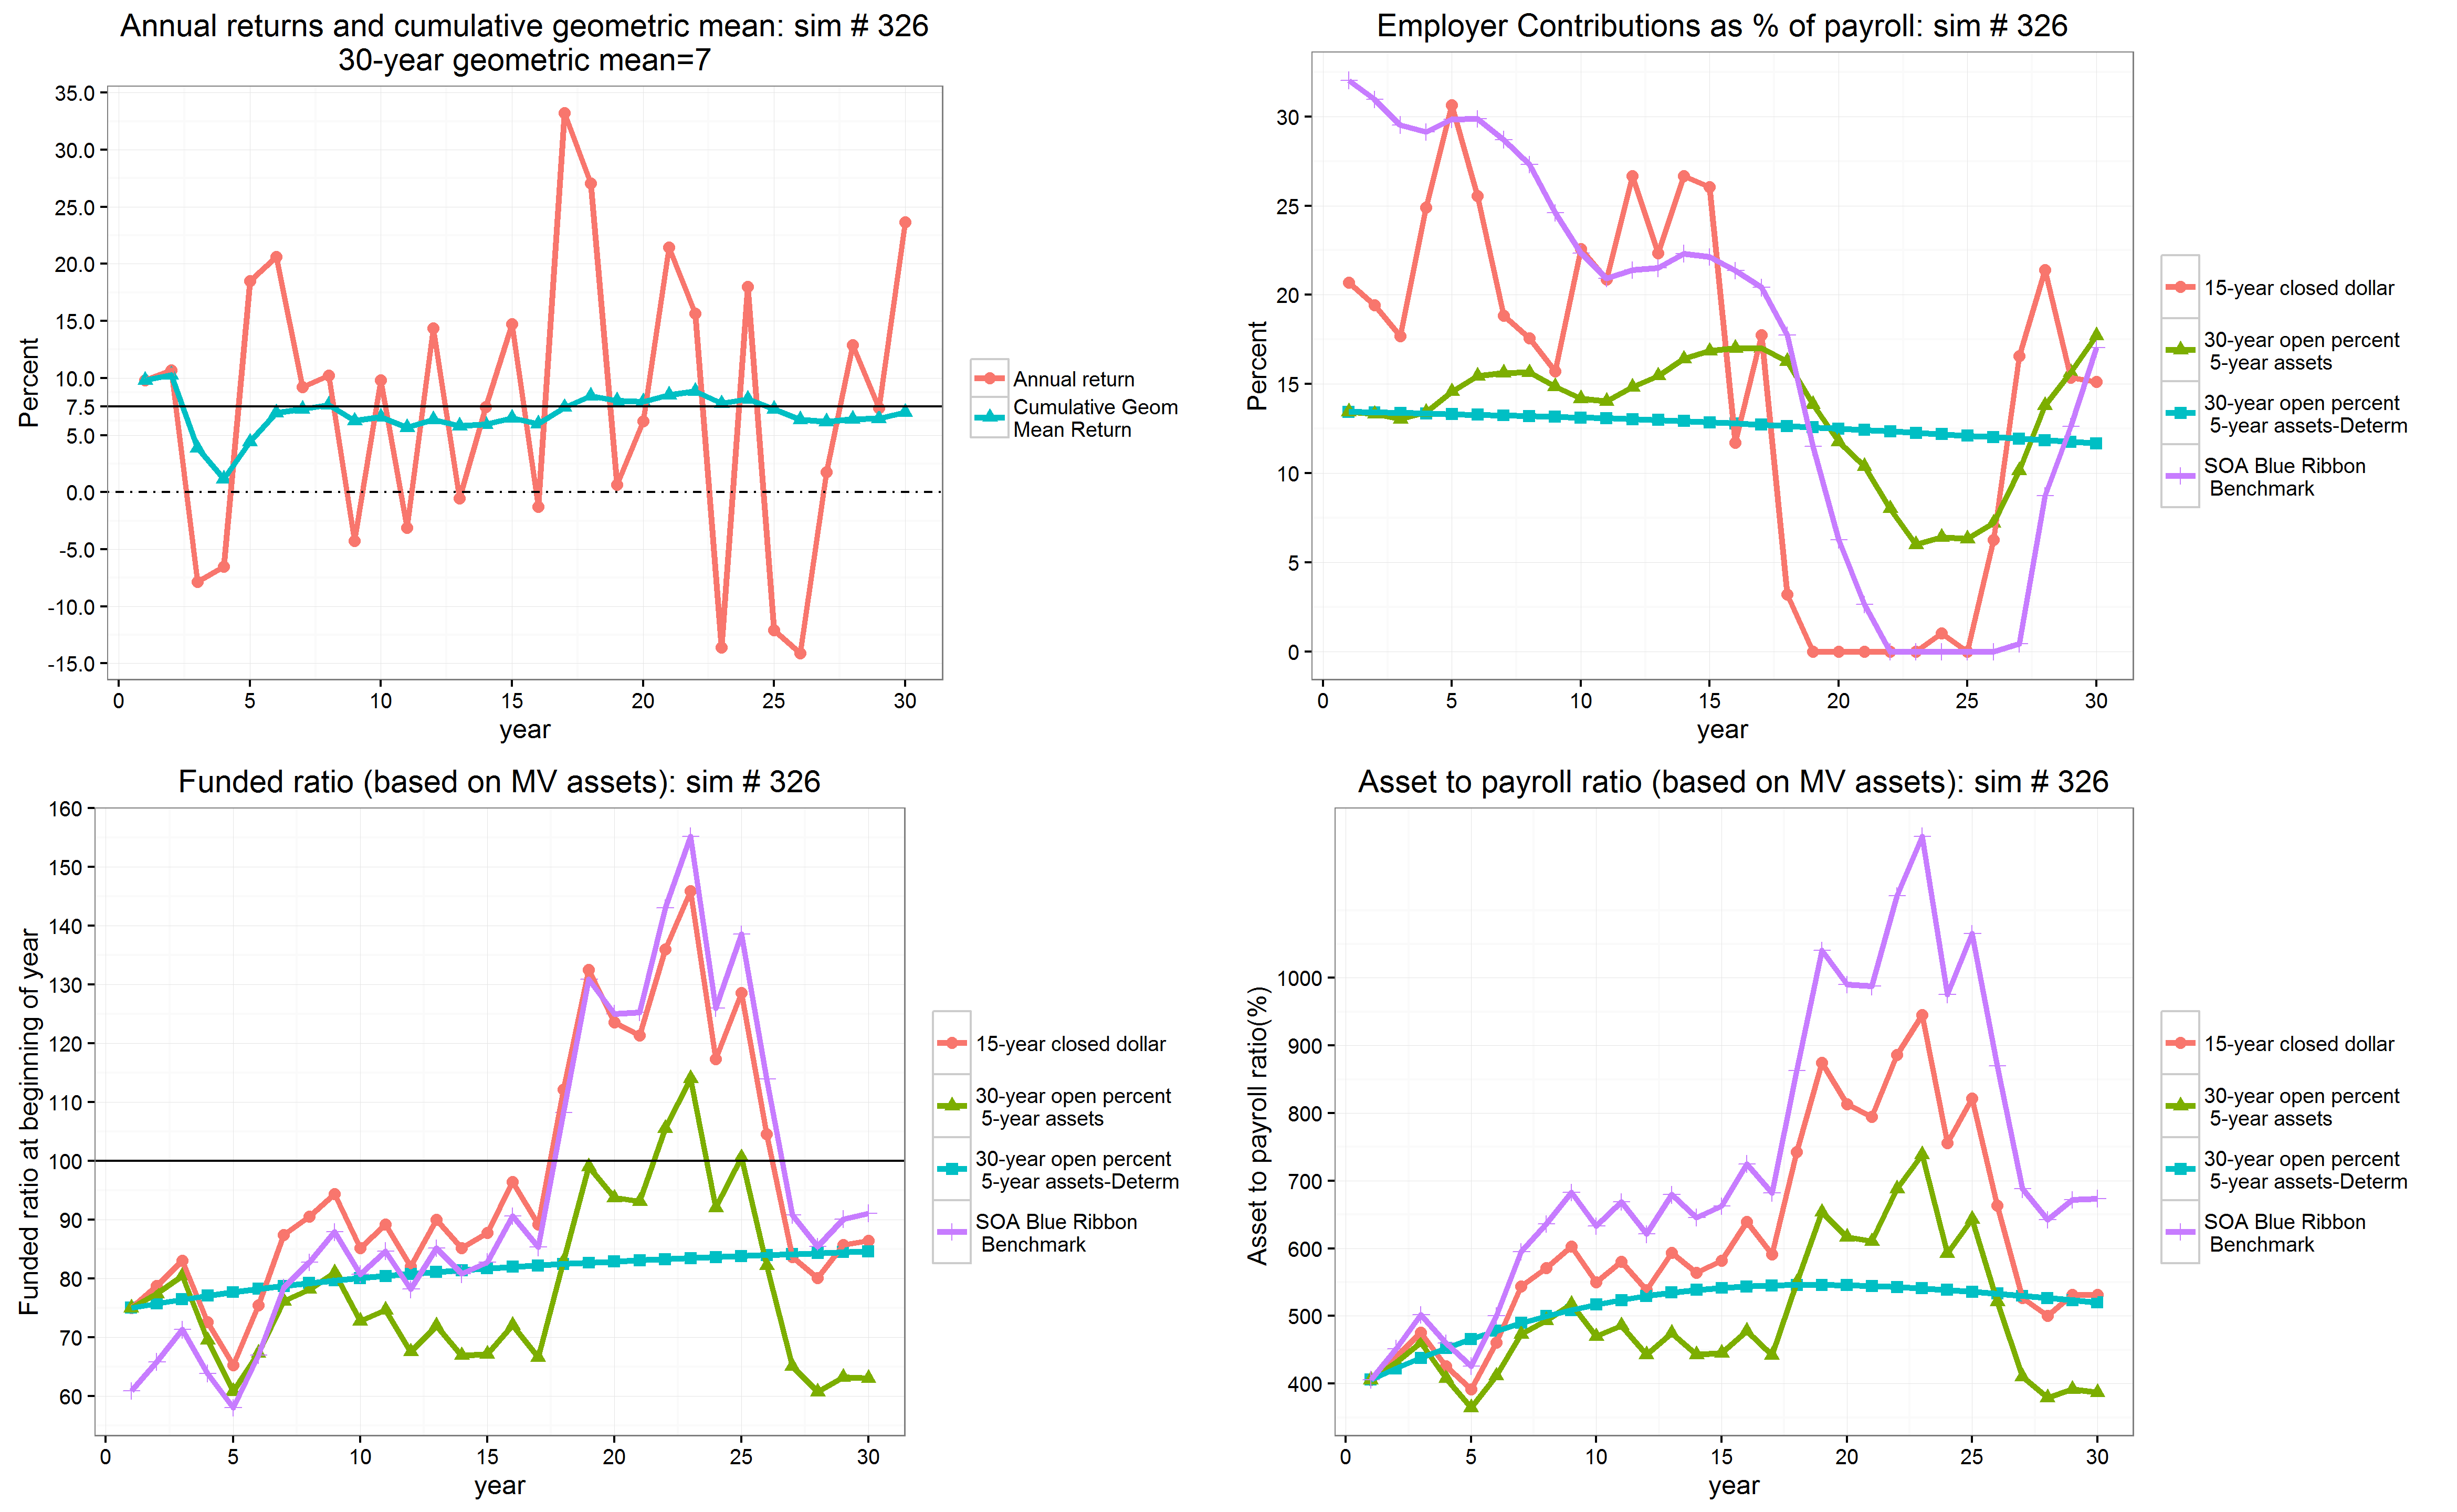 Annual returns and cumulative geometric mean: sim # 326
30-year geometric mean=7
35.0
30.0
25.0
20.0
15.0
10.0
7.5
5.0
0.0
-5.0
-10.0
-15.0
Percent
0 5 10 15 20 25 30
year
Annual return
Cumulative Geom
Mean Return
Employer Contributions as % of payroll: sim # 326
30
25
20
15
10
5
0
Percent
0 5 10 15 20 25 30
year
15-year closed dollar
30-year open percent
5-year assets
30-year open percent
5-year assets-Determ
SOA Blue Ribbon
Benchmark
Funded ratio (based on MV assets): sim # 326
160
150
140
130
120
110
100
90
80
70
60
Funded ratio at beginning of year
0 5 10 15 20 25 30
year
15-year closed dollar
30-year open percent
5-year assets
30-year open percent
5-year assets-Determ
SOA Blue Ribbon
Benchmark
Asset to payroll ratio (based on MV assets): sim # 326
1000
900
800
700
600
500
400
Asset to payroll ratio(%)
0 5 10 15 20 25 30
year
15-year closed dollar
30-year open percent
5-year assets
30-year open percent
5-year assets-Determ
SOA Blue Ribbon
Benchmark